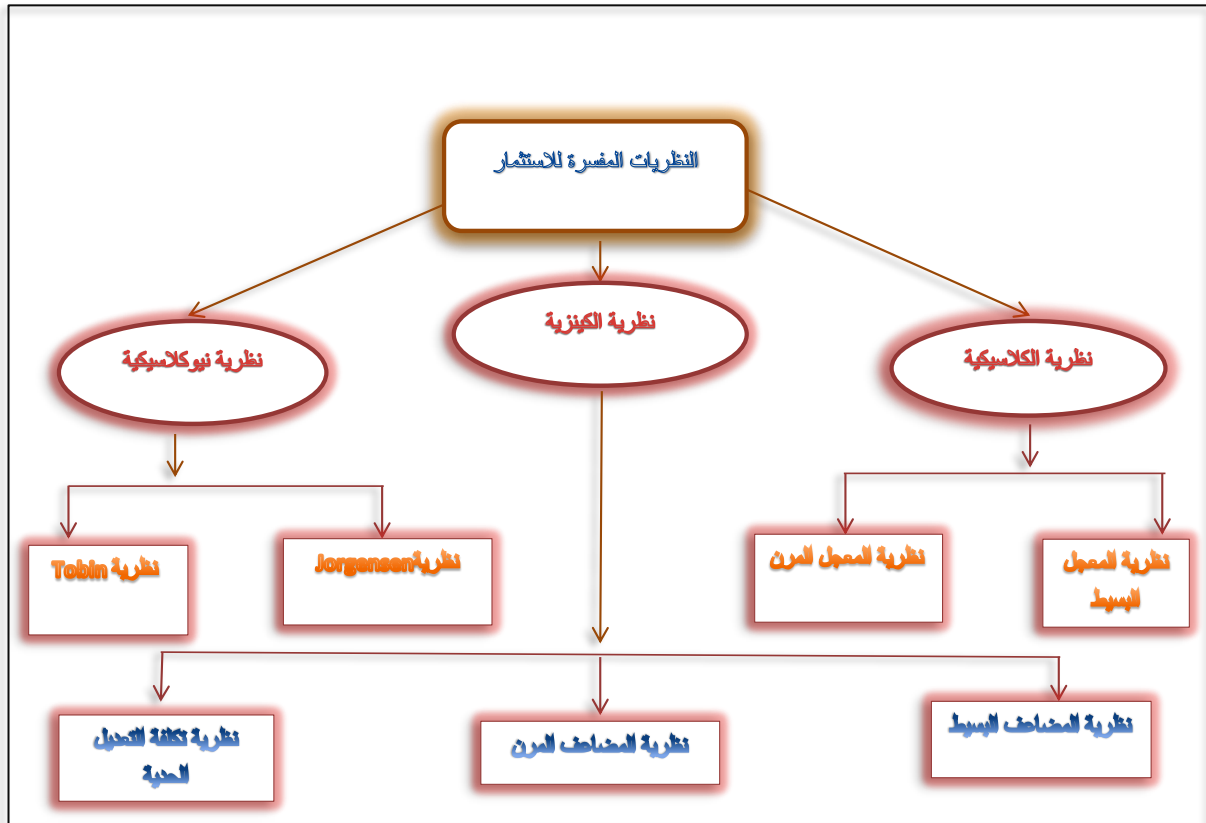 النظريات المفسرة للاستثمار
نظرية الكلاسيكية
نظرية الكينزية
نظرية نيوكلاسيكية
نظرية المعجل
البسيط
نظرية المعجل المرن
نظريةJorgensen
نظرية Tobin
نظرية المضاعف البسيط
نظرية المضاعف المرن
نظرية تكلفة التعديل
الحدية